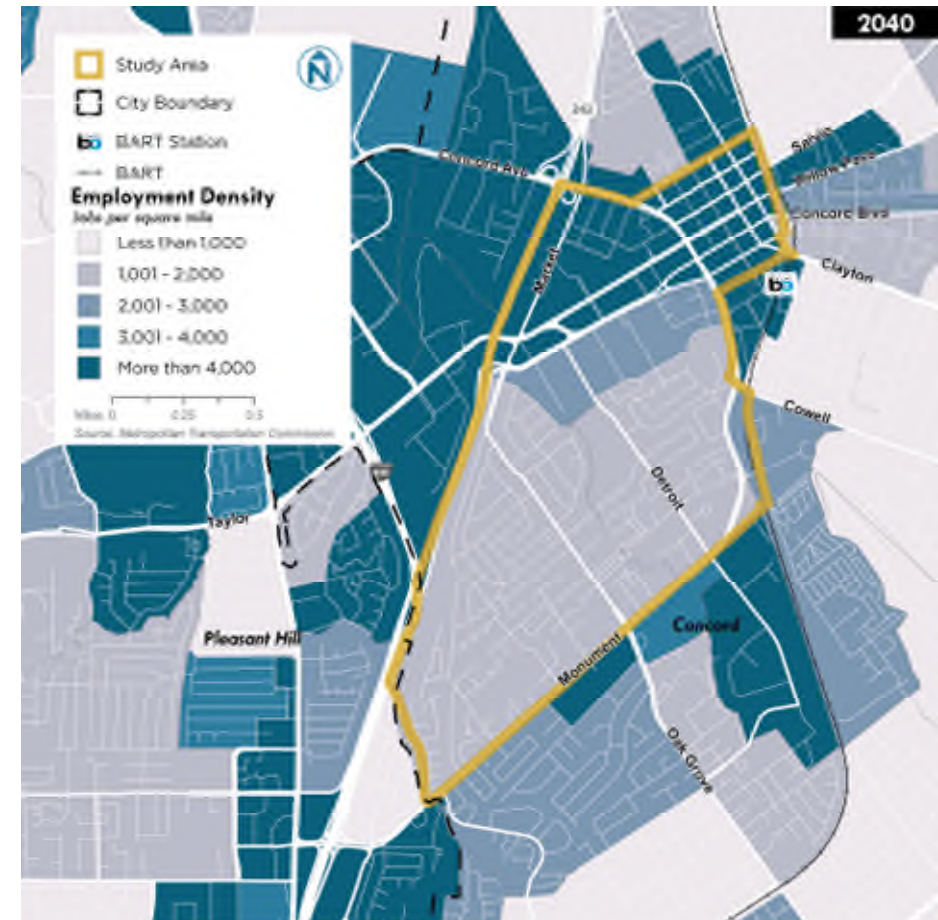 2040
Study Area
N
City Boundary
BART Station
BART
Employment Density
Jobs per square mile
Less than 1,000
1,001 - 2,000
2,001 - 3,000
3,001 - 4,000
More than 4,000
Miles 0 0.25 0.5
Source: Metropolitan Transportation Commission
242
Concord Ave
Salvio
Willow Pass
Concord Blvd
Clayton
Market
Cowell
Detroit
Taylor
Pleasant Hill
Concord
Monument
Oak Grove